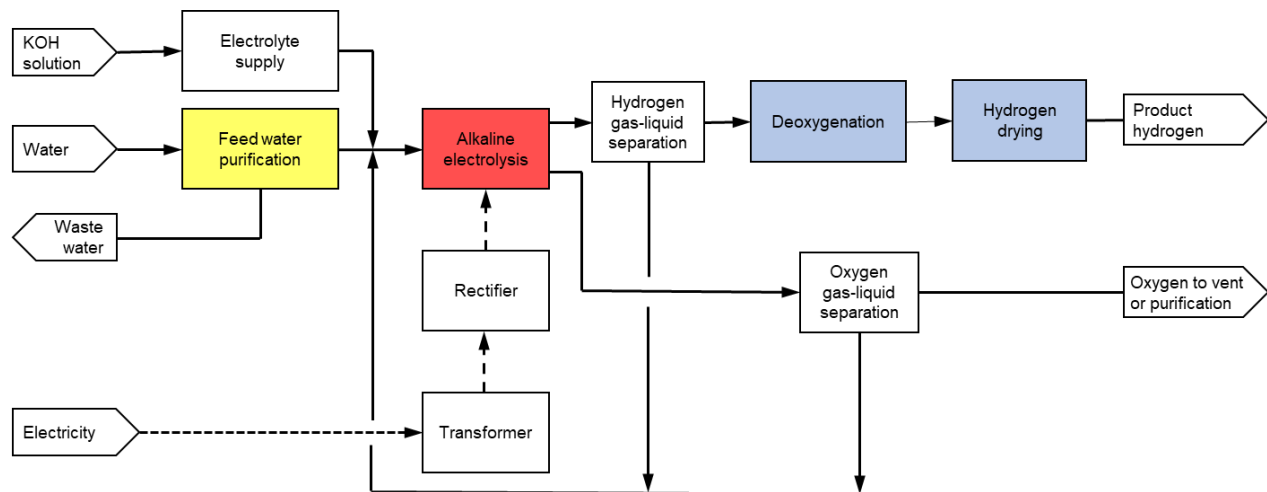 KOH
solution
Electrolyte
supply
Water
Feed water
purification
Waste
water
Alkaline
electrolysis
Hydrogen
gas-liquid
separation
Deoxygenation
Hydrogen
drying
Product
hydrogen
Rectifier
Oxygen
gas-liquid
separation
Oxygen to vent
or purification
Electricity
Transformer